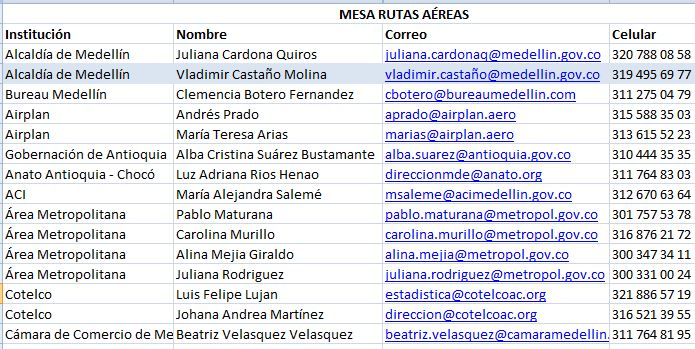 MESA RUTAS AÉREAS
Institución Nombre Correo Celular
Alcaldía de Medellín Juliana Cardona Quiros juliana.cardonaq@medellin.gov.co 320 788 08 58
Alcaldía de Medellín Vladimir Castaño Molina vladimir.castaño@medellin.gov.co 319 495 69 77
Bureau Medellín Clemencia Botero Fernandez cbotero@bureaumedellin.com 311 275 04 79
Airplan Andrés Prado aprado@airplan.aero 315 588 35 03
Airplan María Teresa Arias marias@airplan.aero 313 615 52 23
Gobernación de Antioquia Alba Cristina Suárez Bustamante alba.suarez@antioquia.gov.co 310 444 35 35
Anato Antioquia - Chocó Luz Adriana Rios Henao direccionmde@anato.org 311 764 83 03
ACI María Alejandra Salemé msaleme@acimedellin.org 312 670 63 64
Área Metropolitana Pablo Maturana pablo.maturana@metropol.gov.co 301 757 53 78
Área Metropolitana Carolina Murillo carolina.murillo@metropol.gov.co 316 876 21 72
Área Metropolitana Alina Mejia Giraldo alina.mejia@metropol.gov.co 300 347 34 11
Área Metropolitana Juliana Rodriguez juliana.rodriguez@metropol.gov.co 300 331 00 24
Cotelco Luis Felipe Lujan estadistica@cotelcoac.org 321 886 57 19
Cotelco Johana Andrea Martínez direccion@cotelcoac.org 316 521 39 55
Cámara de Comercio de Me Beatriz Velasquez Velasquez beatriz.velasquez@camaramedellin. 311 764 81 95